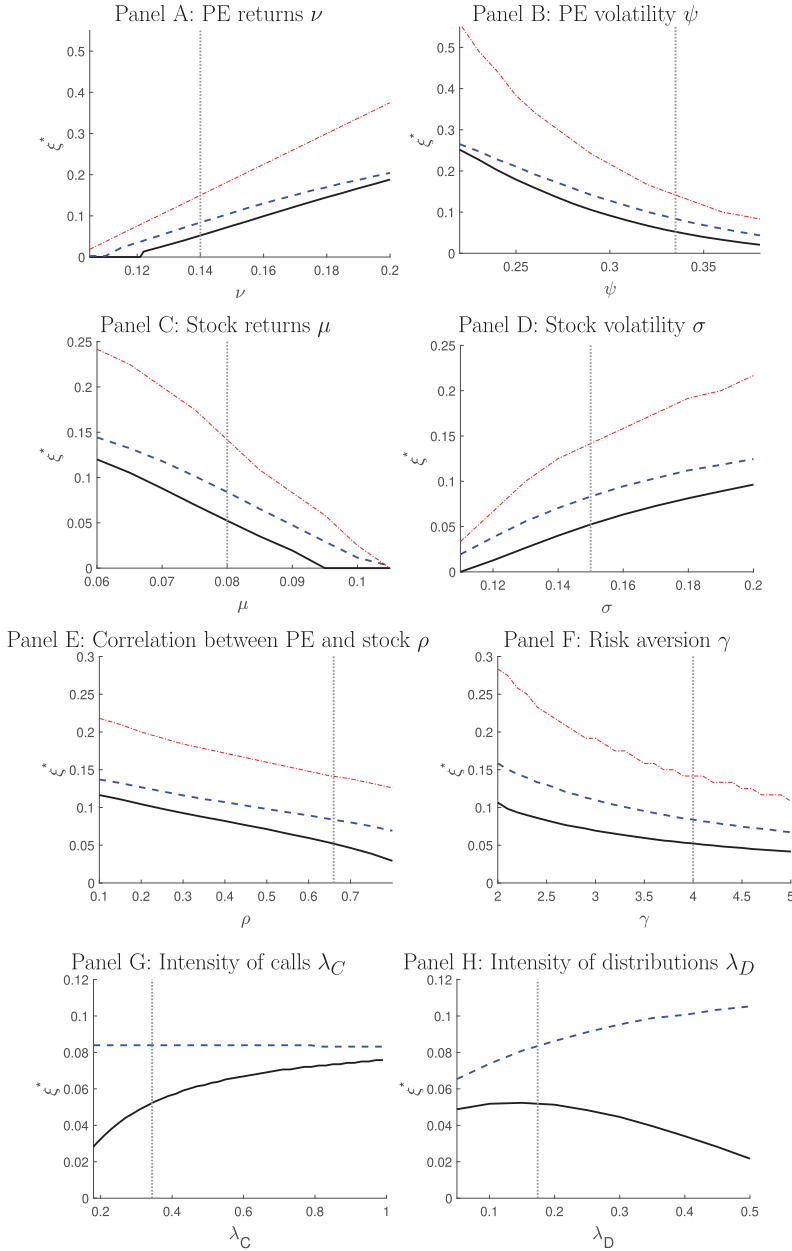 Panel A: PE returns ν
Panel B: PE volatility ψ
0.5
0.4
0.3
0.2
0.1
0
ξ*
0.12 0.14 0.16 0.18 0.2
ν
0.5
0.4
0.3
0.2
0.1
0
ξ*
0.25 0.3 0.35
ψ
Panel C: Stock returns μ
Panel D: Stock volatility σ
0.25
0.2
0.15
0.1
0.05
0
ξ*
0.06 0.07 0.08 0.09 0.1
μ
0.25
0.2
0.15
0.1
0.05
0
ξ*
0.12 0.14 0.16 0.18 0.2
σ
Panel E: Correlation between PE and stock ρ
Panel F: Risk aversion γ
0.3
0.25
0.2
0.15
0.1
0.05
0
ξ*
0.1 0.2 0.3 0.4 0.5 0.6 0.7
ρ
0.3
0.25
0.2
0.15
0.1
0.05
0
ξ*
2 2.5 3 3.5 4 4.5 5
γ
Panel G: Intensity of calls λC
Panel H: Intensity of distributions λD
0.12
0.1
0.08
0.06
0.04
0.02
0
ξ*
0.2 0.4 0.6 0.8 1
λC
0.12
0.1
0.08
0.06
0.04
0.02
0
ξ*
0.1 0.2 0.3 0.4 0.5
λD